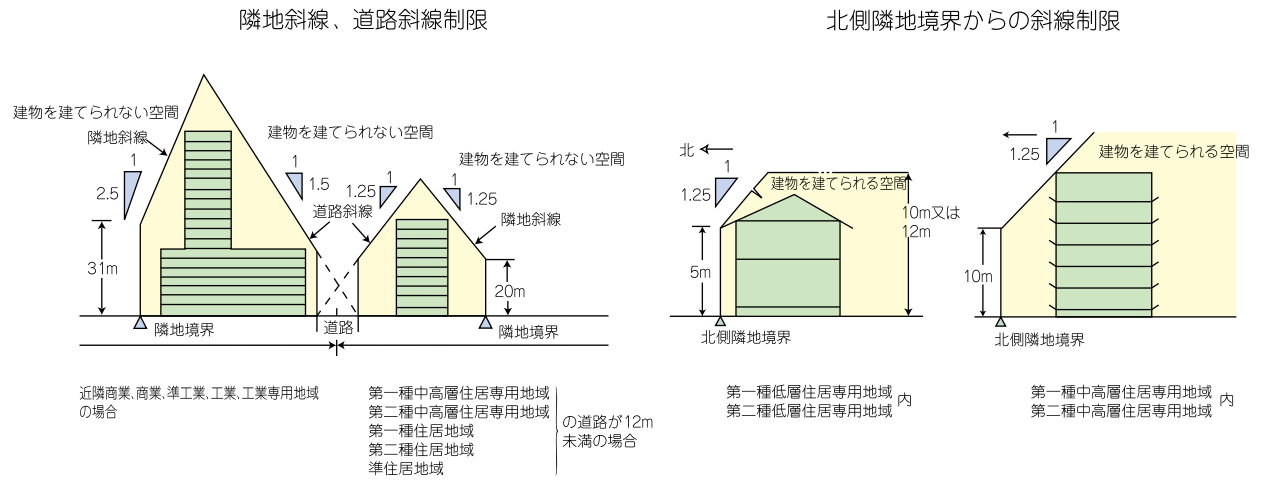 隣地斜線、道路斜線制限
建物を建てられない空間
隣地斜線
1
2.5
31m
建物を建てられない空間
1
1.5
道路斜線
1
1.25
建物を建てられない空間
1
1.25
隣地斜線
20m
隣地境界
道路
隣地境界
近隣商業、商業、準工業、工業、工業専用地域
の場合
第一種中高層住居専用地域
第二種中高層住居専用地域
第一種住居地域
第二種住居地域
準住居地域
の道路が12m
未満の場合
北側隣地境界からの斜線制限
北
1
1.25
建物を建てられる空間
10m又は
12m
5m
北側隣地境界
第一種低層住居専用地域
第二種低層住居専用地域
内
1
1.25
建物を建てられる空間
10m
北側隣地境界
第一種中高層住居専用地域
第二種中高層住居専用地域
内